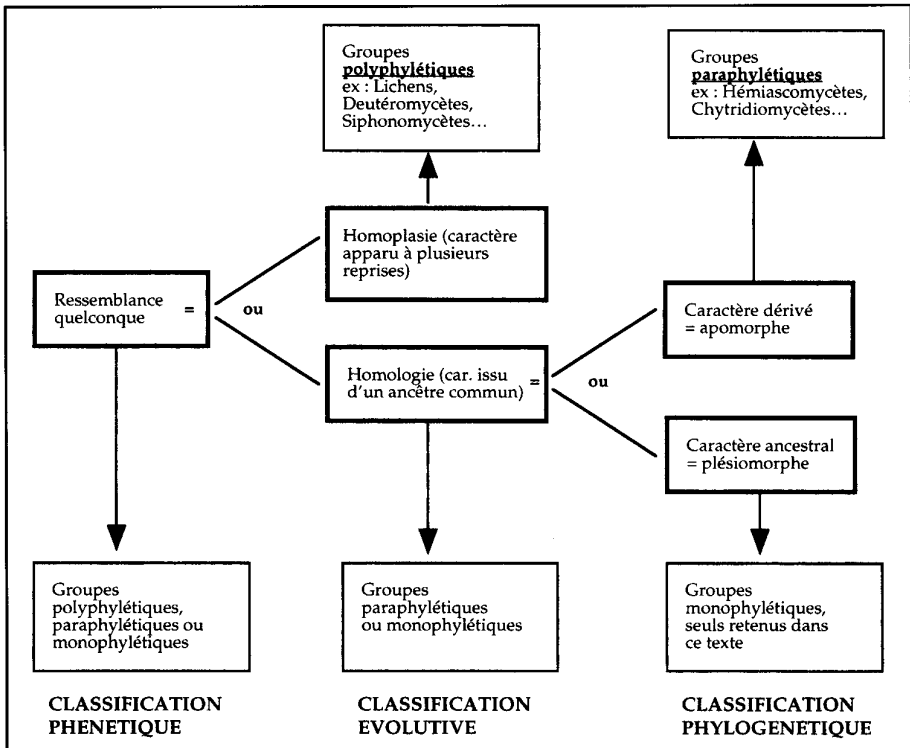 Groupes
polyphylétiques
ex : Lichens,
Deutéromycètes,
Siphonomycètes...
Groupes
paraphylétiques
ex : Hémiascomycètes,
Chytridiomycètes...
Homoplasie (caractère
apparu à plusieurs
reprises)
Ressemblance
quelconque =
ou
Caractère dérivé
= apomorphe
Homologie (car. issu
d'un ancêtre commun) =
ou
Caractère ancestral
= plésiomorphe
Groupes
polyphylétiques,
paraphylétiques ou
monophylétiques
Groupes
paraphylétiques
ou monophylétiques
Groupes
monophylétiques,
seuls retenus dans
ce texte
CLASSIFICATION
PHENETIQUE
CLASSIFICATION
EVOLUTIVE
CLASSIFICATION
PHYLOGENÉTIQUE